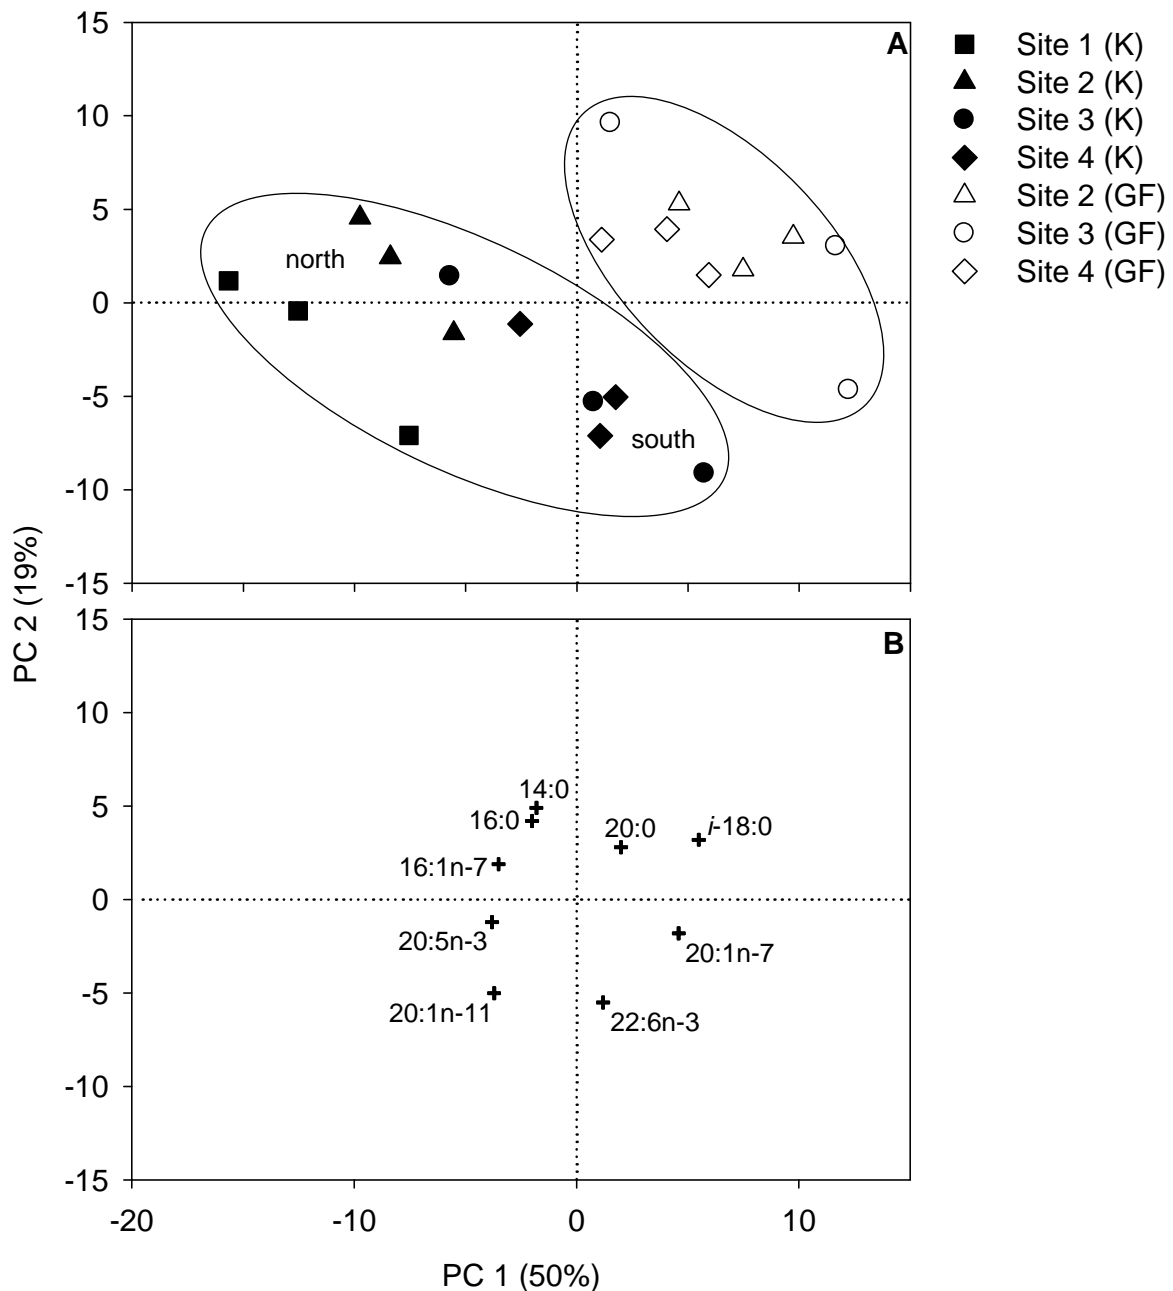 15
10
5
0
-5
-10
-15
A
north
south
Site 1 (K)
Site 2 (K)
Site 3 (K)
Site 4 (K)
Site 2 (GF)
Site 3 (GF)
Site 4 (GF)
PC 2 (19%)
15
10
5
0
-5
-10
-15
B
14:0
16:0
20:0
i-18:0
16:1n-7
20:5n-3
20:1n-7
20:1n-11
22:6n-3
-20
-10
0
10
PC 1 (50%)